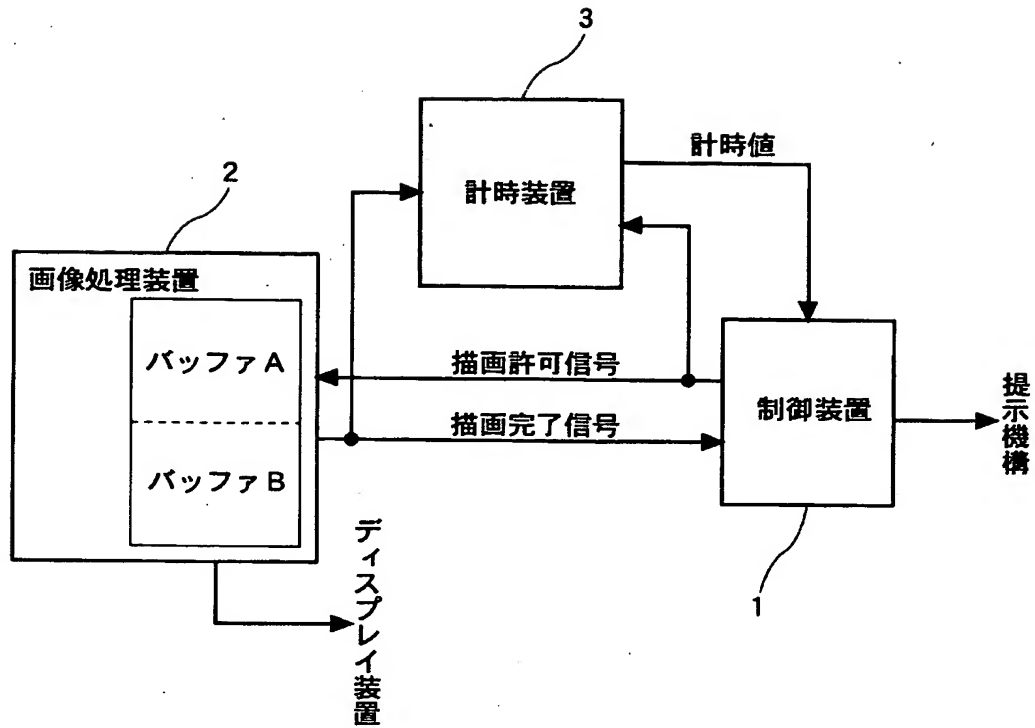 3
計時値
計時装置
2
画像処理装置
バッファA
描画許可信号
制御装置
提示機構
描画完了信号
バッファB
ディスプレイ装置
1